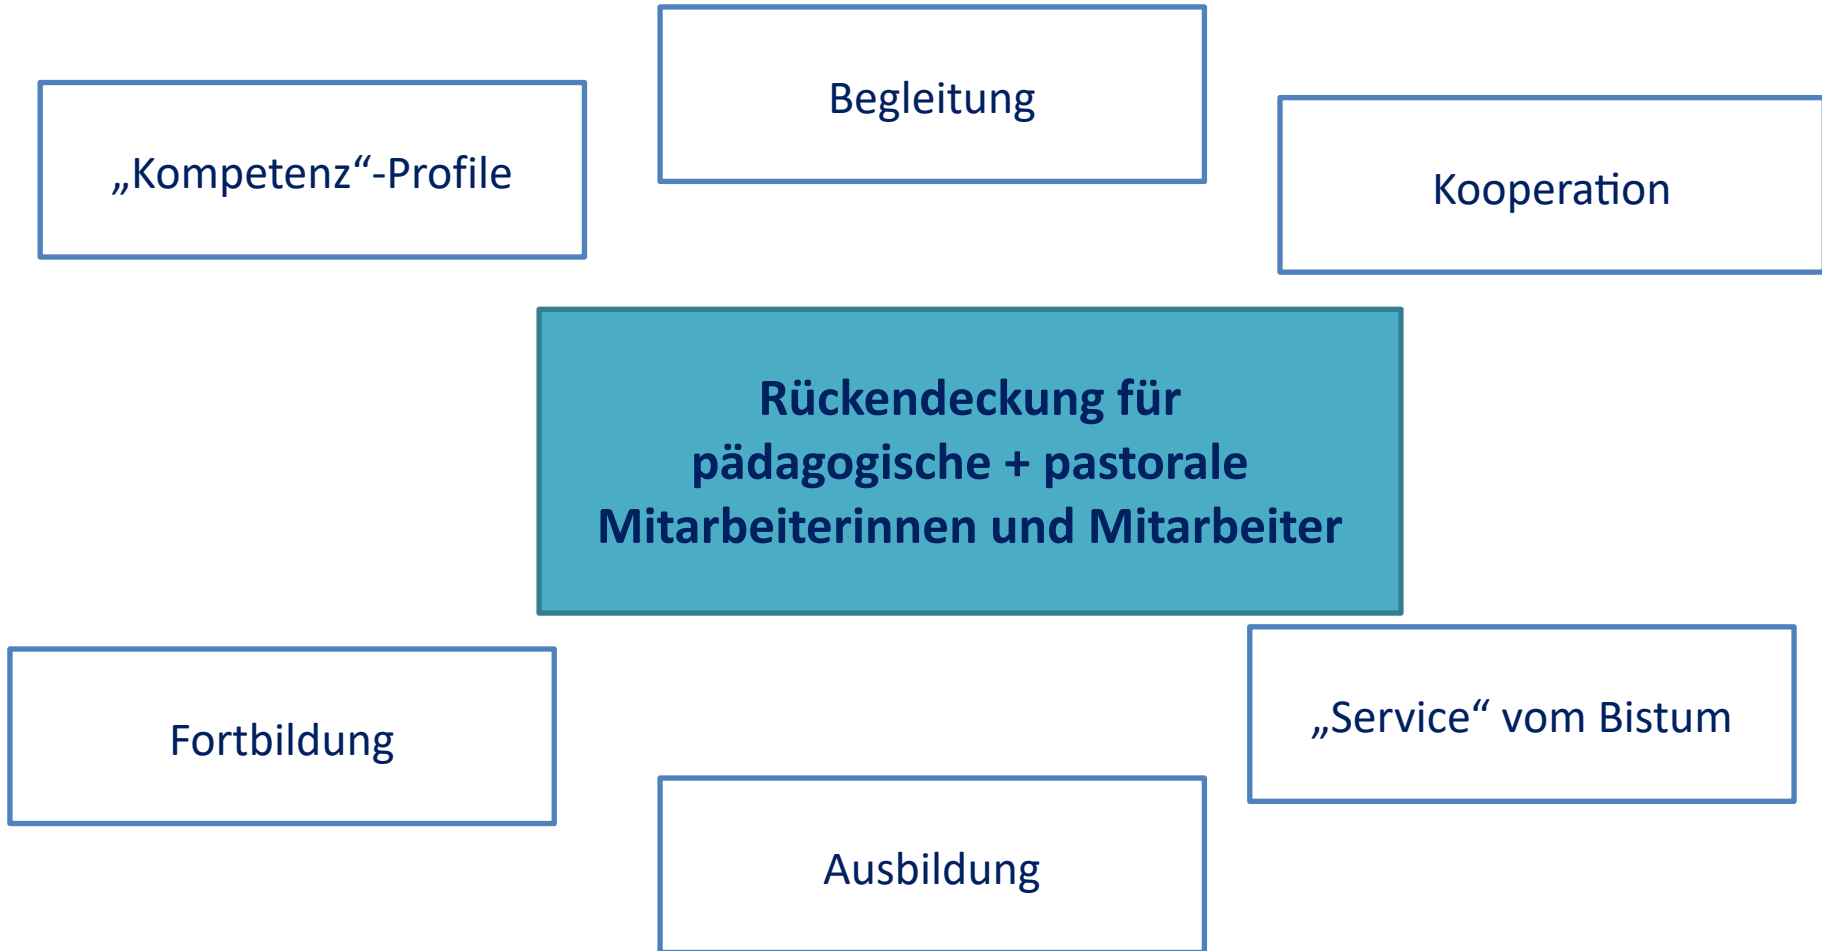 Begleitung
„Kompetenz“-Profile
Kooperation
Rückendeckung für
pädagogische + pastorale
Mitarbeiterinnen und Mitarbeiter
Fortbildung
„Service“ vom Bistum
Ausbildung